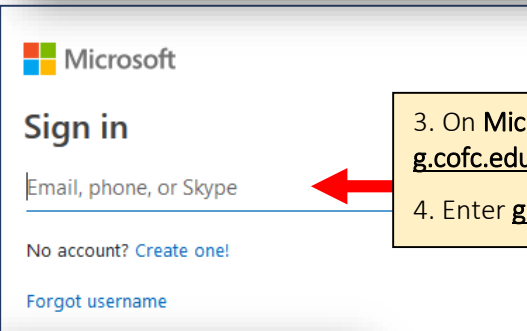 Microsoft
Sign in
Email, phone, or Skype
No account? Create one!
Forgot username
3. On Mic
g.cofc.edu
4. Enter g